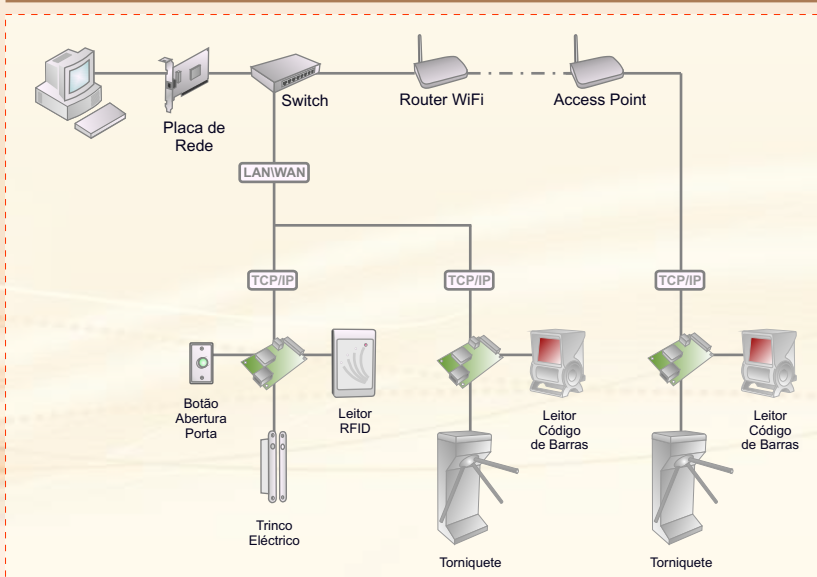 Switch
Router WiFi
Access Point
Placa de
Rede
LAN\WAN
TCP/IP
TCP/IP
TCP/IP
Botão
Abertura
Porta
Leitor
RFID
Leitor
Código
de Barras
Leitor
Código
de Barras
Trinco
Eléctrico
Torniquete
Torniquete